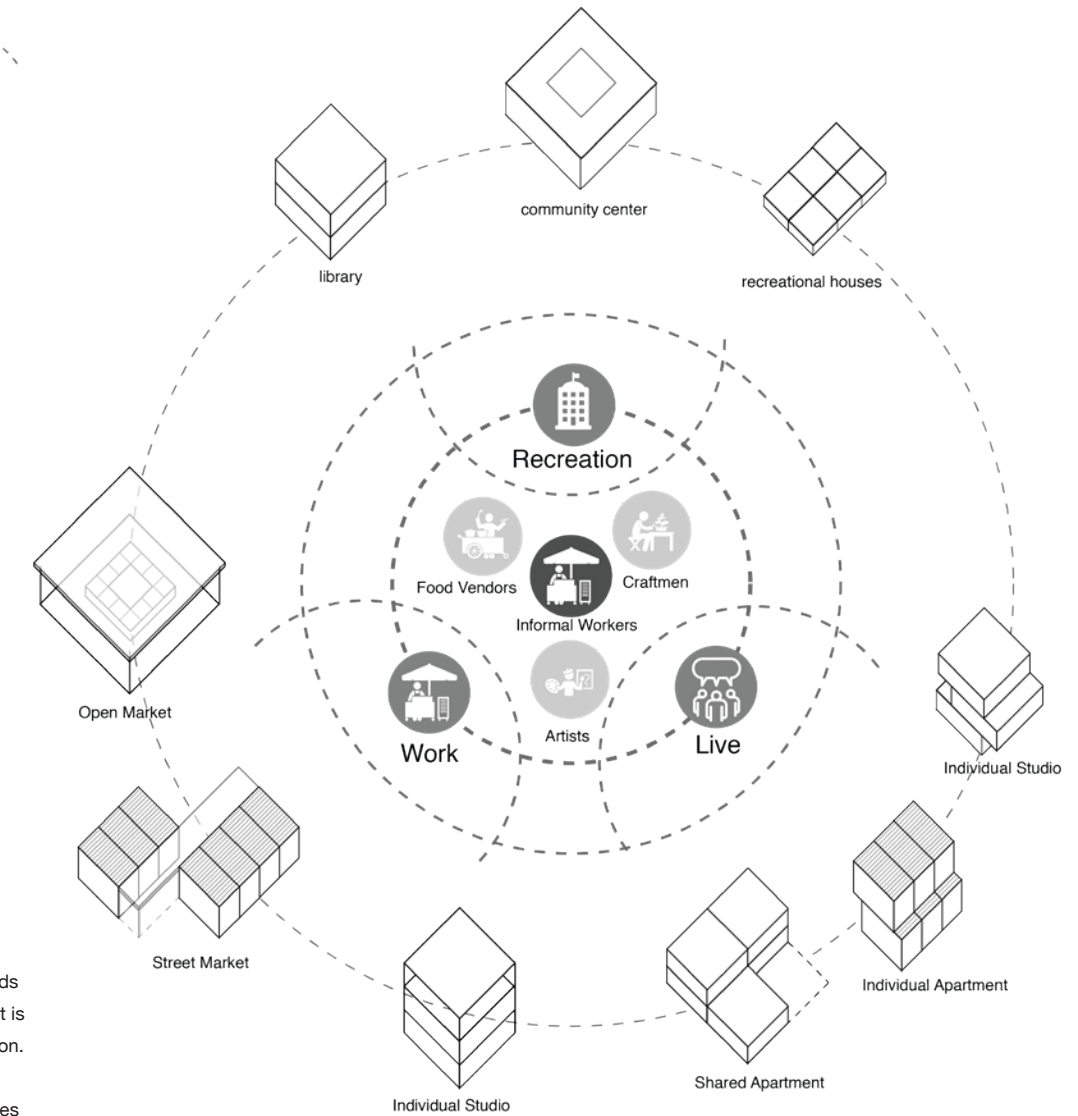 community center
library
recreational houses
Recreation
Food Vendors
Craftmen
Informal Workers
Open Market
Artists
Work
Live
Individual Studio
Street Market
Individual Apartment
Shared Apartment
Individual Studio
t is